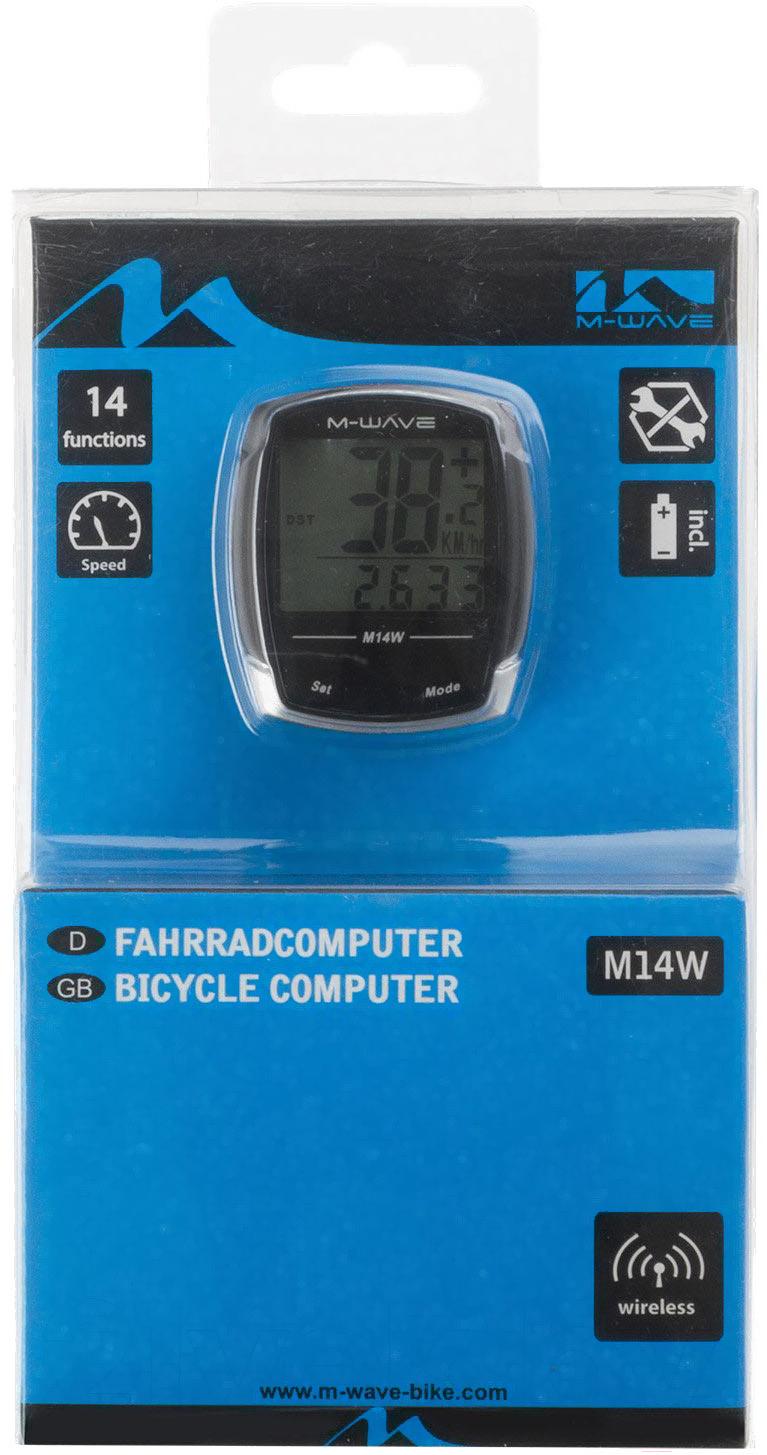 M-WAVE
14
functions
Speed
incl.
M-WAVE
38.2
KM/hr
DST
2.633
M14W
Set
Mode
D FAHRRADCOMPUTER
GB BICYCLE COMPUTER
M14W
wireless
www.m-wave-bike.com